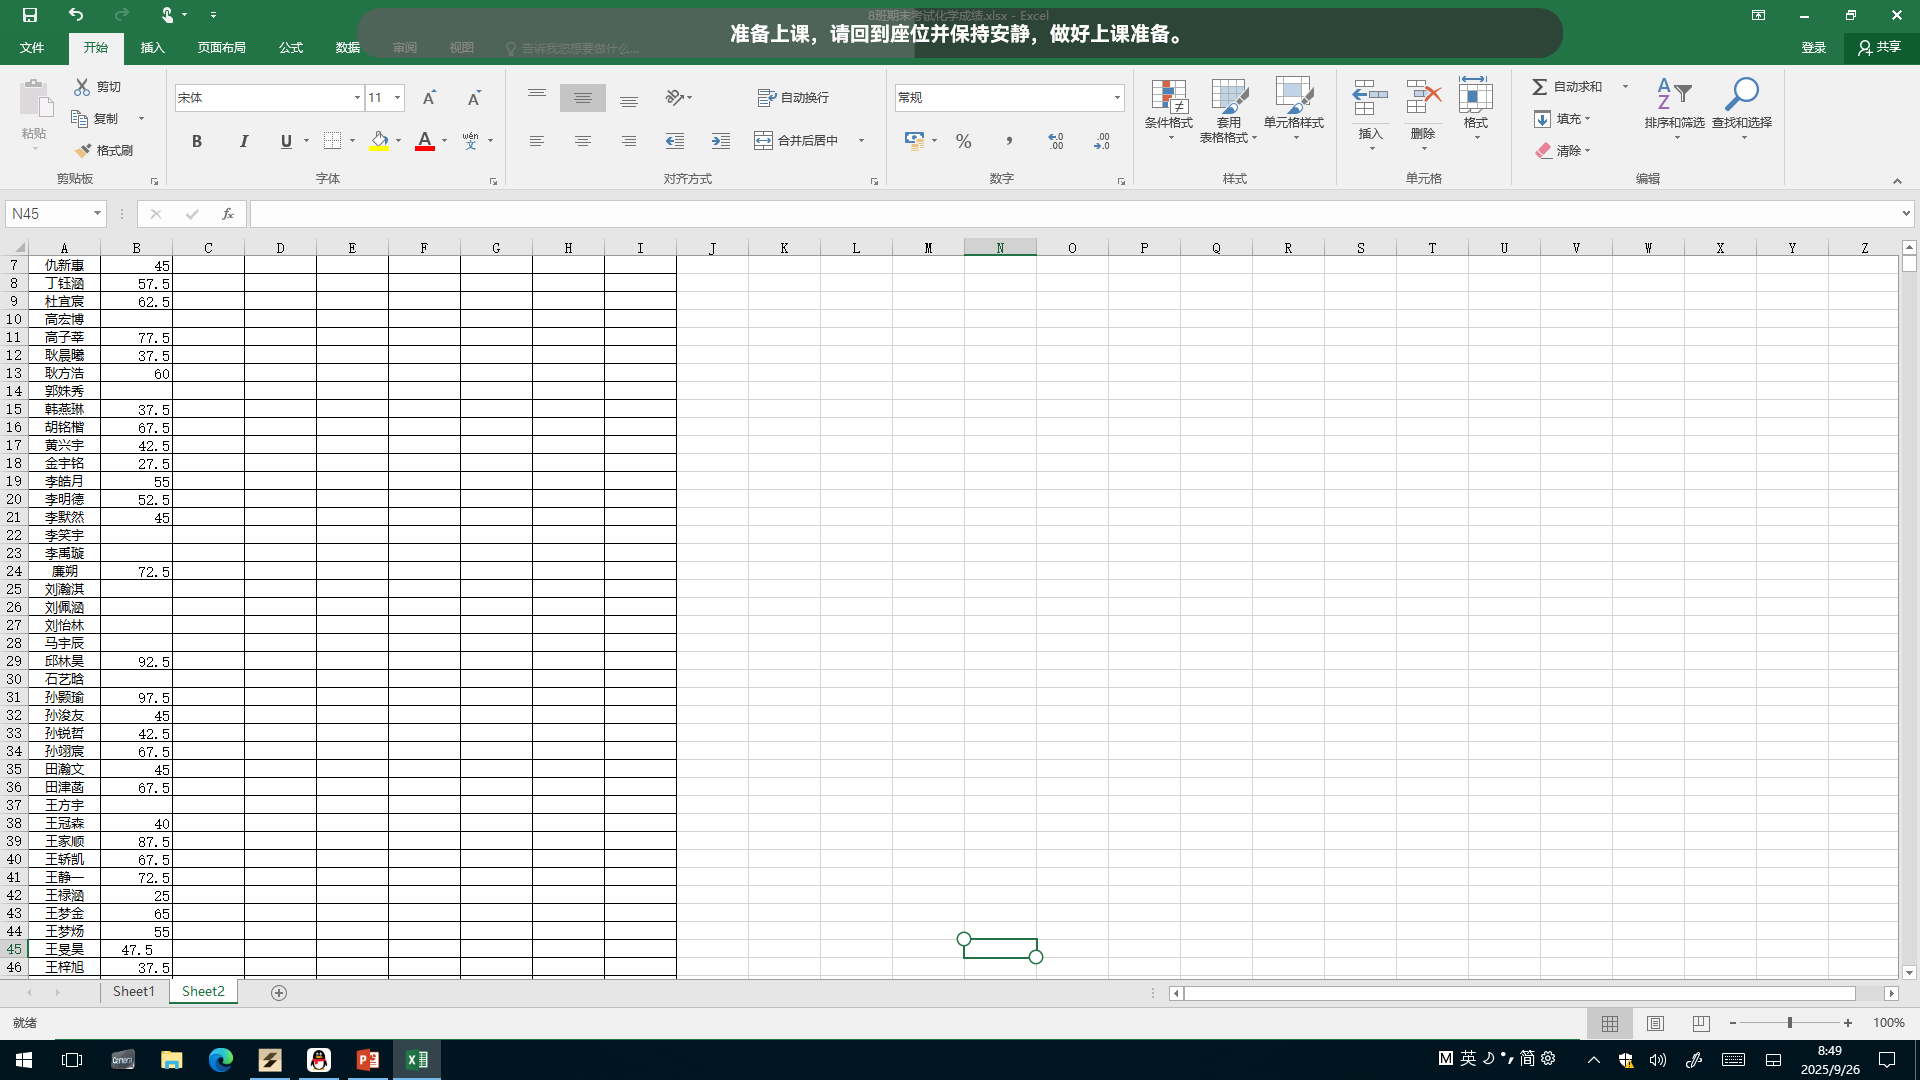 8班期末考试化学成绩.xlsx - Excel
准备上课，请回到座位并保持安静，做好上课准备。
文件 开始 插入 页面布局 公式 数据 审阅 视图 告诉我您想要做什么... 登录 共享
剪切
复制
格式刷
粘贴
剪贴板
宋体 11
B I U A wén 文
字体
自动换行
合并后居中
对齐方式
常规
% , .00 .0
数字
条件格式 套用 表格格式 单元格样式
样式
插入 删除 格式
单元格
自动求和
填充
清除
排序和筛选 查找和选择
编辑
N45 fx
A B C D E F G H I J K L M N O P Q R S T U V W X Y Z
7 仇新惠 45
8 丁钰涵 57.5
9 杜宜宸 62.5
10 高宏博
11 高子莘 77.5
12 耿晨曦 37.5
13 耿方浩 60
14 郭姝秀
15 韩燕琳 37.5
16 胡铭楷 67.5
17 黄兴宇 42.5
18 金宇铭 27.5
19 李皓月 55
20 李明德 52.5
21 李默然 45
22 李笑宇
23 李禹璇
24 廉朔 72.5
25 刘瀚淇
26 刘佩涵
27 刘怡林
28 马宇辰
29 邱林昊 92.5
30 石艺晗
31 孙颢瑜 97.5
32 孙浚友 45
33 孙锐哲 42.5
34 孙翊宸 67.5
35 田瀚文 45
36 田津菡 67.5
37 王方宇
38 王冠森 40
39 王家顺 87.5
40 王轿凯 67.5
41 王静一 72.5
42 王禄涵 25
43 王梦金 65
44 王梦炀 55
45 王旻昊 47.5
46 王梓旭 37.5
Sheet1 Sheet2
就绪 100%
M 英 简
8:49
2025/9/26